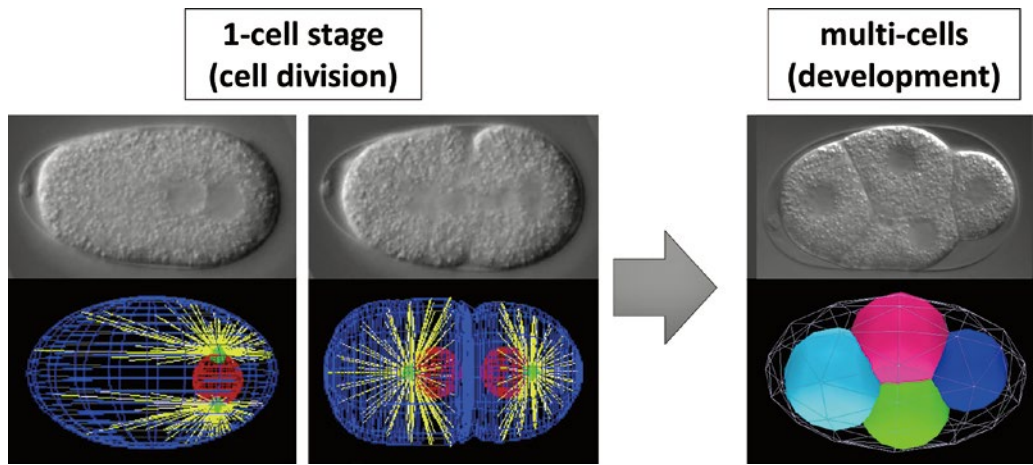 1-cell stage
(cell division)
multi-cells
(development)